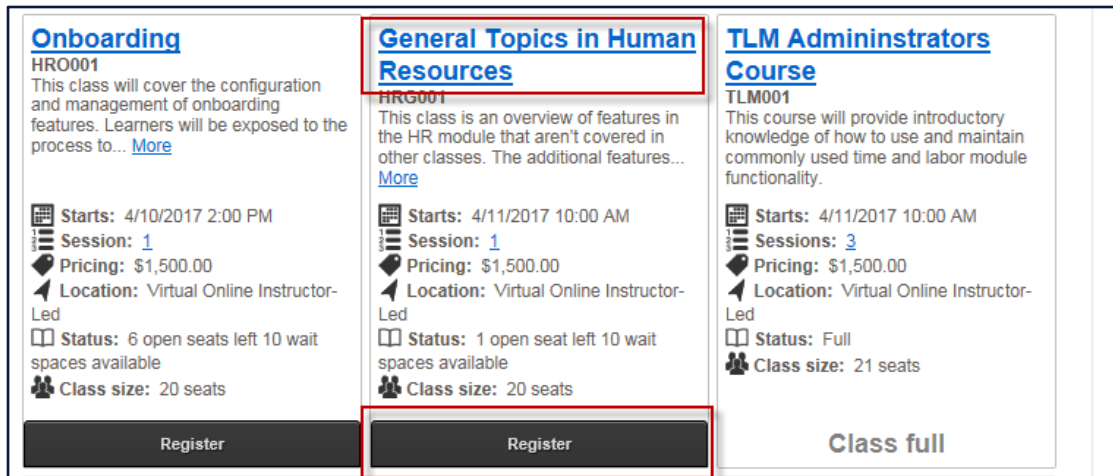 Onboarding
HRO001
This class will cover the configuration
and management of onboarding
features. Learners will be exposed to the
process to... More
Starts: 4/10/2017 2:00 PM
Session: 1
Pricing: $1,500.00
Location: Virtual Online Instructor-
Led
Status: 6 open seats left 10 wait
spaces available
Class size: 20 seats
Register
General Topics in Human
Resources
HRG001
This class is an overview of features in
the HR module that aren't covered in
other classes. The additional features...
More
Starts: 4/11/2017 10:00 AM
Session: 1
Pricing: $1,500.00
Location: Virtual Online Instructor-
Led
Status: 1 open seat left 10 wait
spaces available
Class size: 20 seats
Register
TLM Admininstrators
Course
TLM001
This course will provide introductory
knowledge of how to use and maintain
commonly used time and labor module
functionality.
Starts: 4/11/2017 10:00 AM
Sessions: 3
Pricing: $1,500.00
Location: Virtual Online Instructor-
Led
Status: Full
Class size: 21 seats
Class full